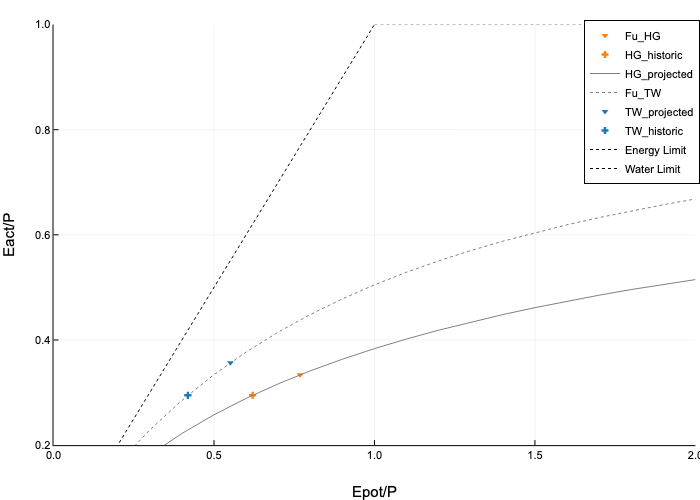 1.0
0.8
0.6
0.4
0.2
Eact/P
0.0
0.5
1.0
1.5
2.0
Epot/P
Fu_HG
HG_historic
HG_projected
Fu_TW
TW_projected
TW_historic
Energy Limit
Water Limit